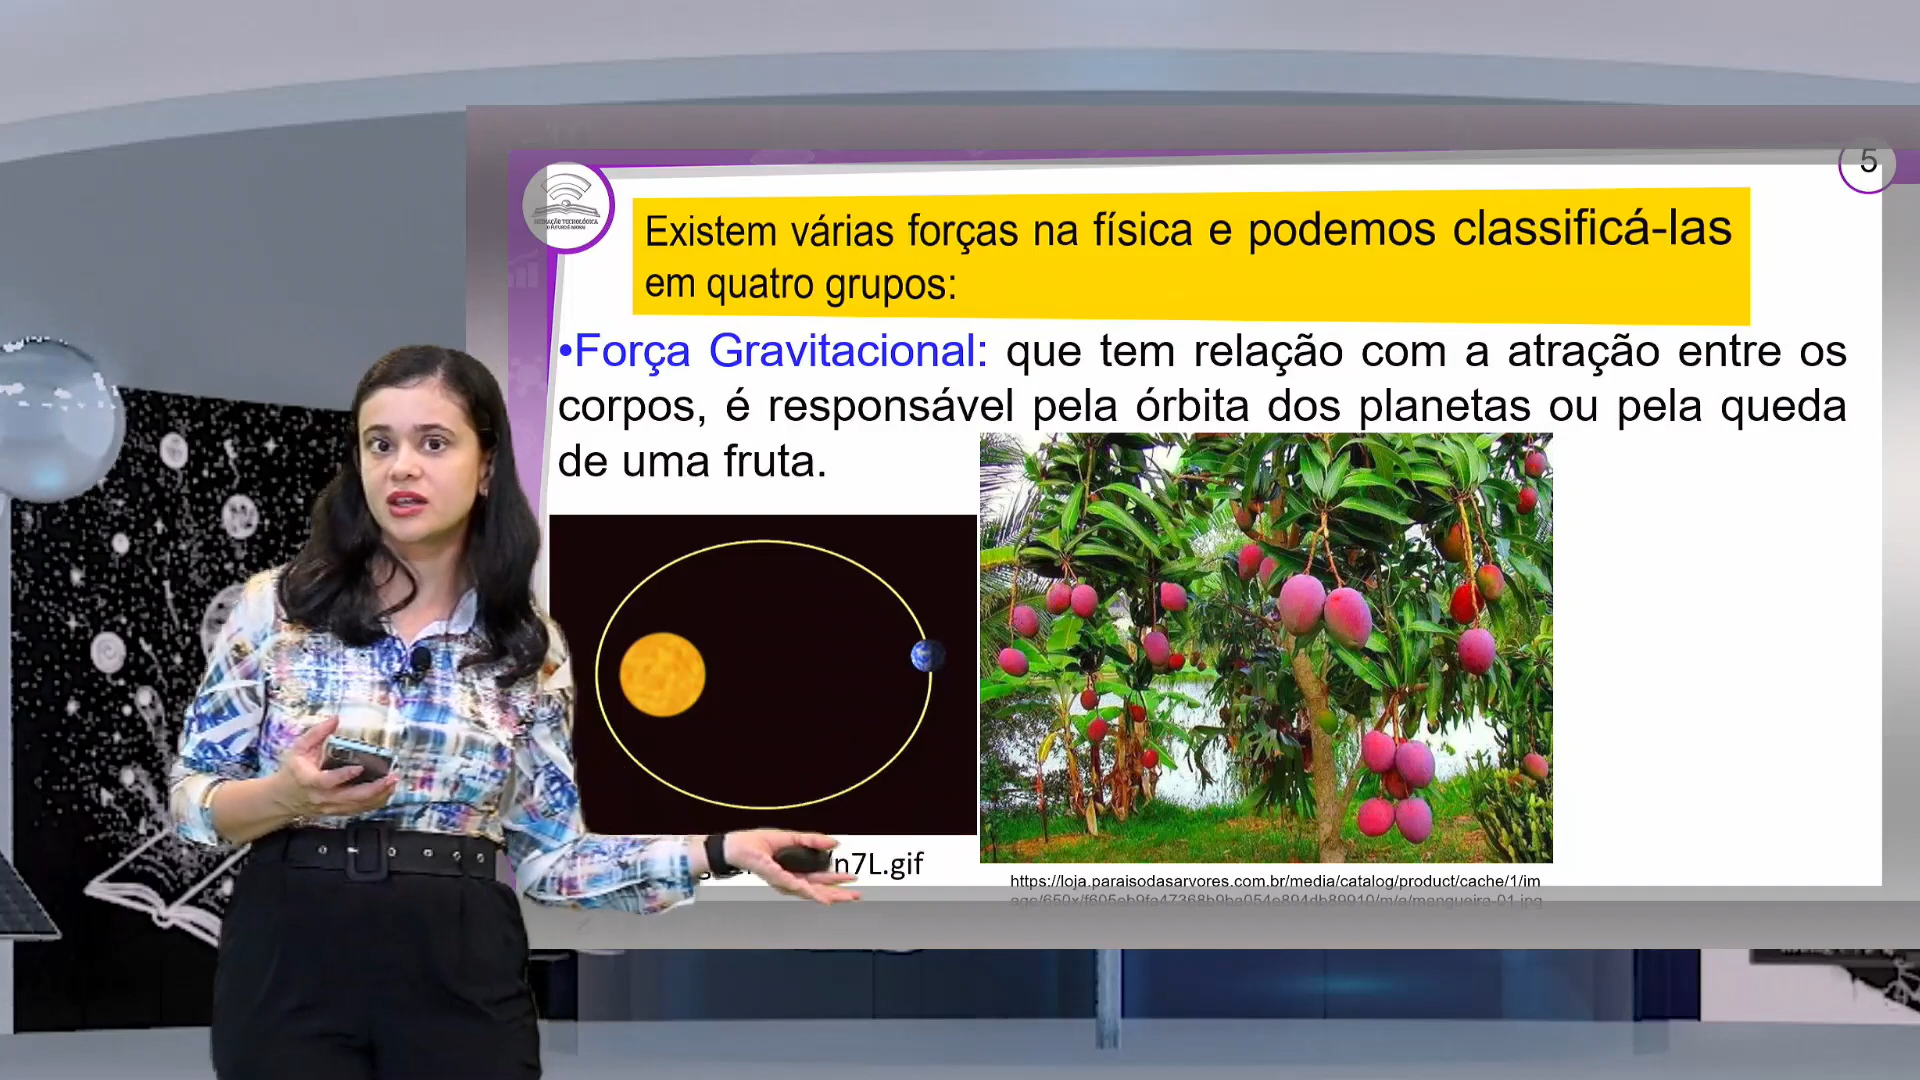 5
MEDIAÇÃO TECNOLÓGICA
Existem várias forças na física e podemos classificá-las
em quatro grupos:
•Força Gravitacional: que tem relação com a atração entre os
corpos, é responsável pela órbita dos planetas ou pela queda
de uma fruta.
n7L.gif
https://loja.paraisodasarvores.com.br/media/catalog/product/cache/1/im